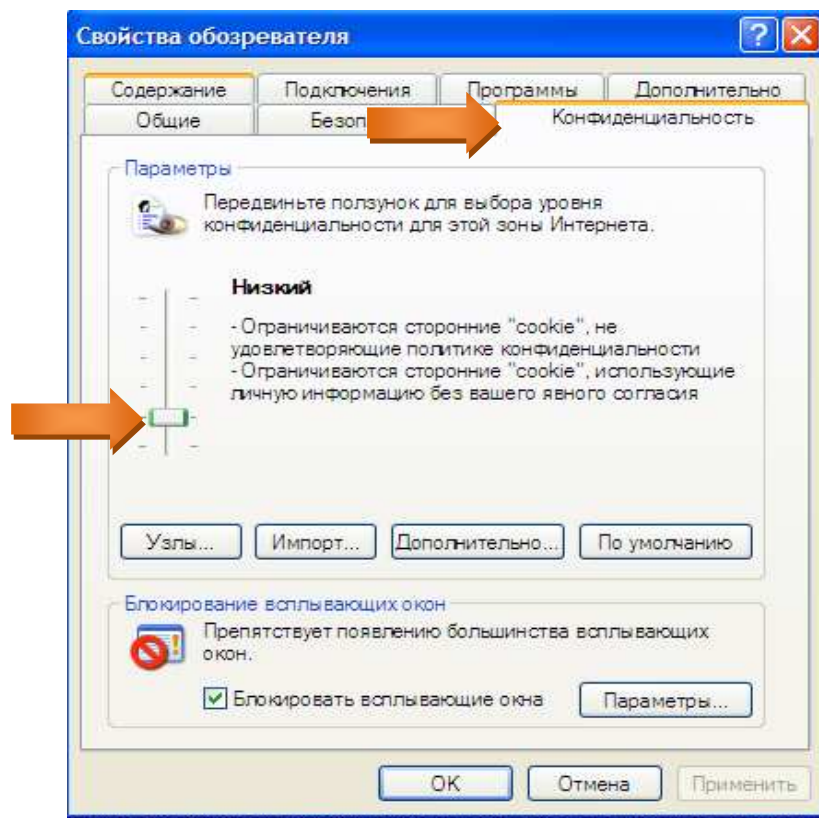 Свойства обозревателя
Содержание Подключения Программы Дополнительно
Общие Безоп Конфиденциальность
Параметры
Передвиньте ползунок для выбора уровня
конфиденциальности для этой зоны Интернета.
Низкий
- Ограничиваются сторонние "cookie", не
удовлетворяющие политике конфиденциальности
- Ограничиваются сторонние "cookie", использующие
личную информацию без вашего явного согласия
Узлы... Импорт... Дополнительно... По умолчанию
Блокирование всплывающих окон
Препятствует появлению большинства всплывающих
окон.
Блокировать всплывающие окна Параметры...
OK Отмена Применить